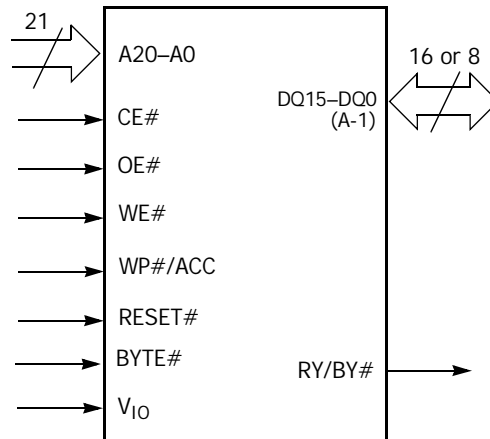 21
A20–A0
16 or 8
DQ15–DQ0
(A-1)
CE#
OE#
WE#
WP#/ACC
RESET#
BYTE#
RY/BY#
VIO